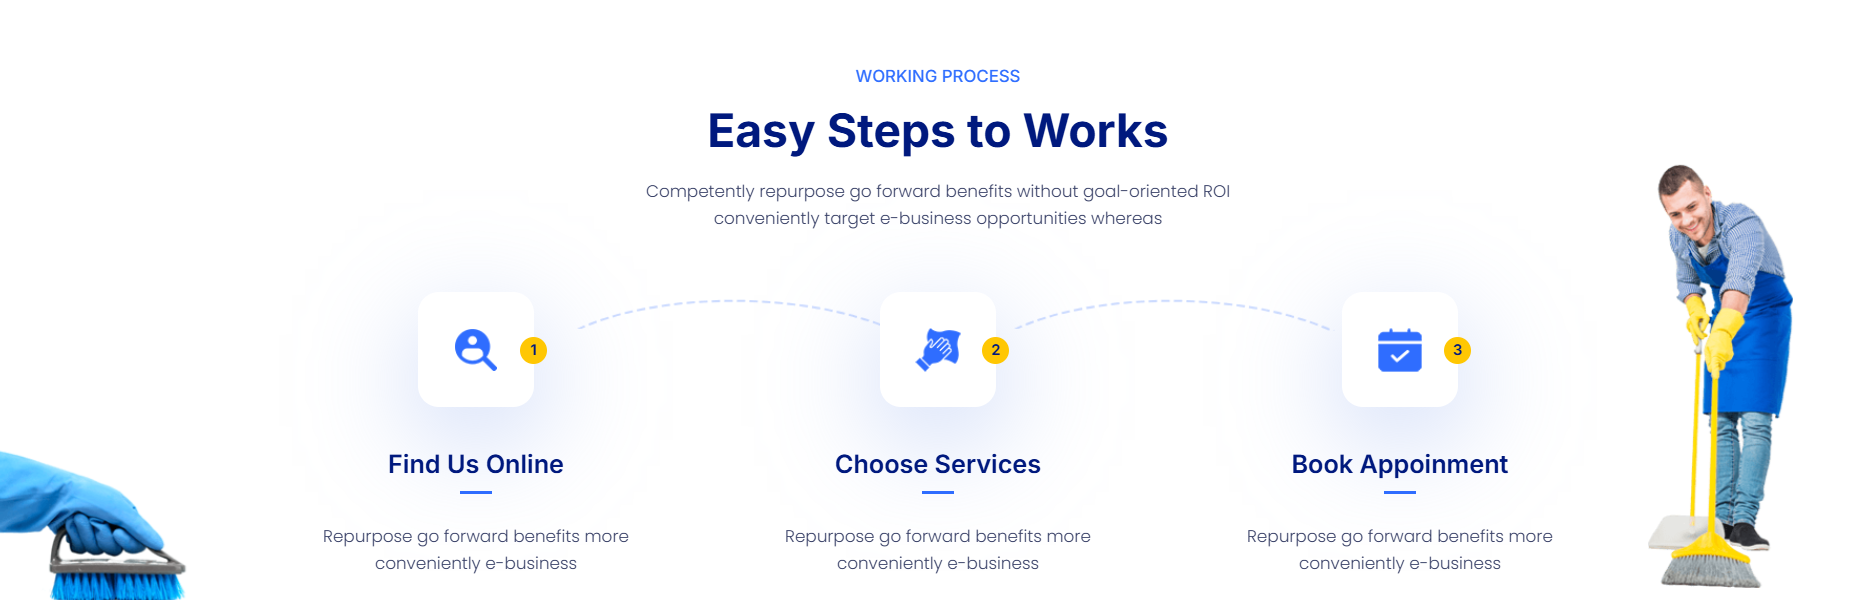 WORKING PROCESS
Easy Steps to Works
Competently repurpose go forward benefits without goal-oriented ROI
conveniently target e-business opportunities whereas
1
2
3
Find Us Online
Choose Services
Book Appoinment
Repurpose go forward benefits more
conveniently e-business
Repurpose go forward benefits more
conveniently e-business
Repurpose go forward benefits more
conveniently e-business